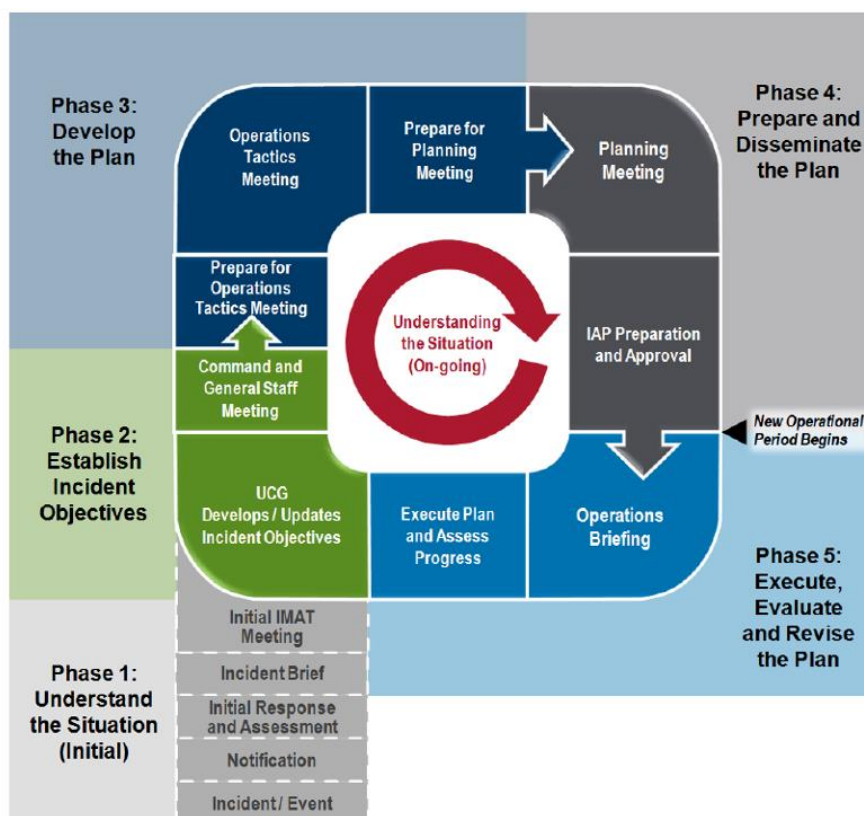 Phase 3:
Develop
the Plan
Operations
Tactics
Meeting
Prepare for
Planning
Meeting
Planning
Meeting
Phase 4:
Prepare and
Disseminate
the Plan
Prepare for
Operations
Tactics Meeting
Understanding
the Situation
(On-going)
IAP Preparation
and Approval
Command and
General Staff
Meeting
New Operational
Period Begins
Phase 2:
Establish
Incident
Objectives
UCG
Develops / Updates
Incident Objectives
Execute Plan
and Assess
Progress
Operations
Briefing
Phase 5:
Execute,
Evaluate
and Revise
the Plan
Phase 1:
Understand
the Situation
(Initial)
Initial IMAT
Meeting
Incident Brief
Initial Response
and Assessment
Notification
Incident / Event